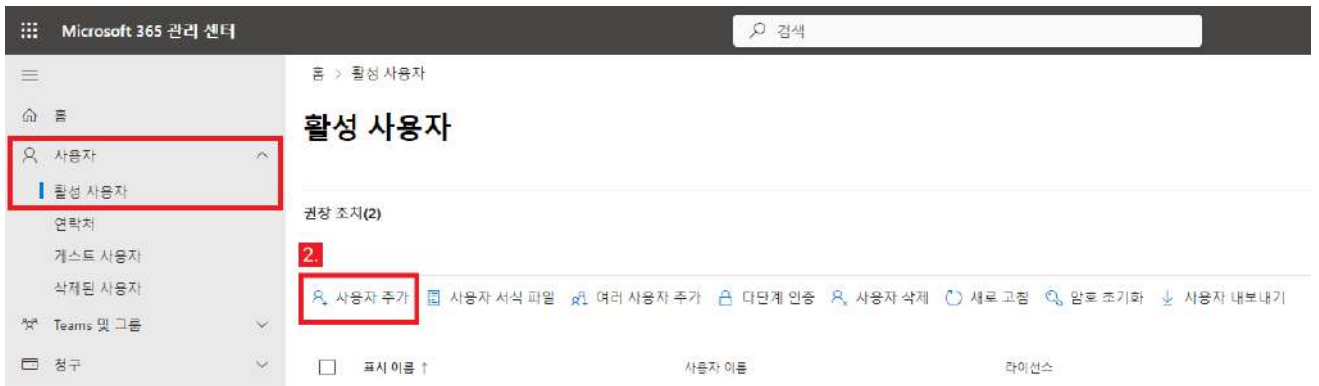 Microsoft 365 관리 센터
검색
홈 > 활성 사용자
홈
활성 사용자
사용자
활성 사용자
연락처
게스트 사용자
삭제된 사용자
Teams 및 그룹
청구
권장 조치(2)
2.
사용자 추가 사용자 서식 파일 여러 사용자 추가 다단계 인증 사용자 삭제 새로 고침 암호 초기화 사용자 내보내기
표시 이름 ↑ 사용자 이름 라이선스